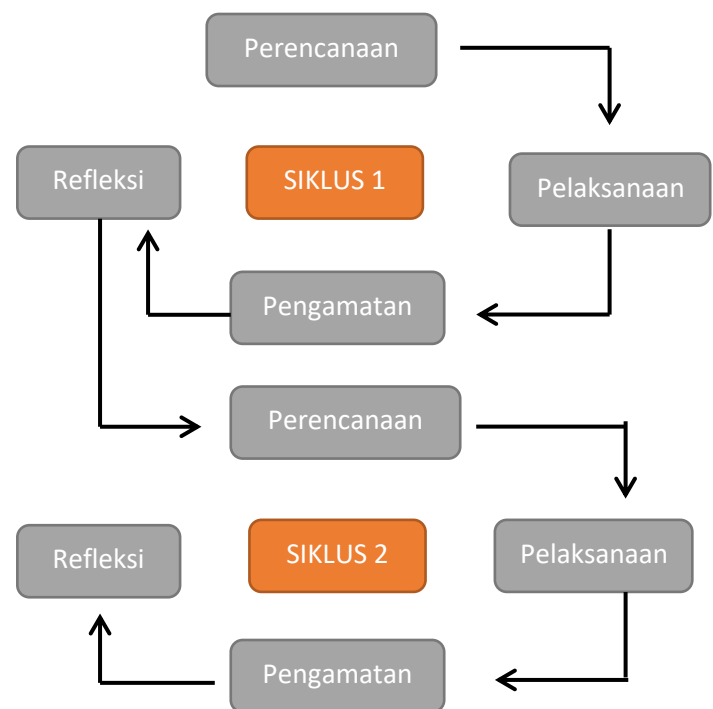 Perencanaan
Refleksi
SIKLUS 1
Pelaksanaan
Pengamatan
Perencanaan
Refleksi
SIKLUS 2
Pelaksanaan
Pengamatan